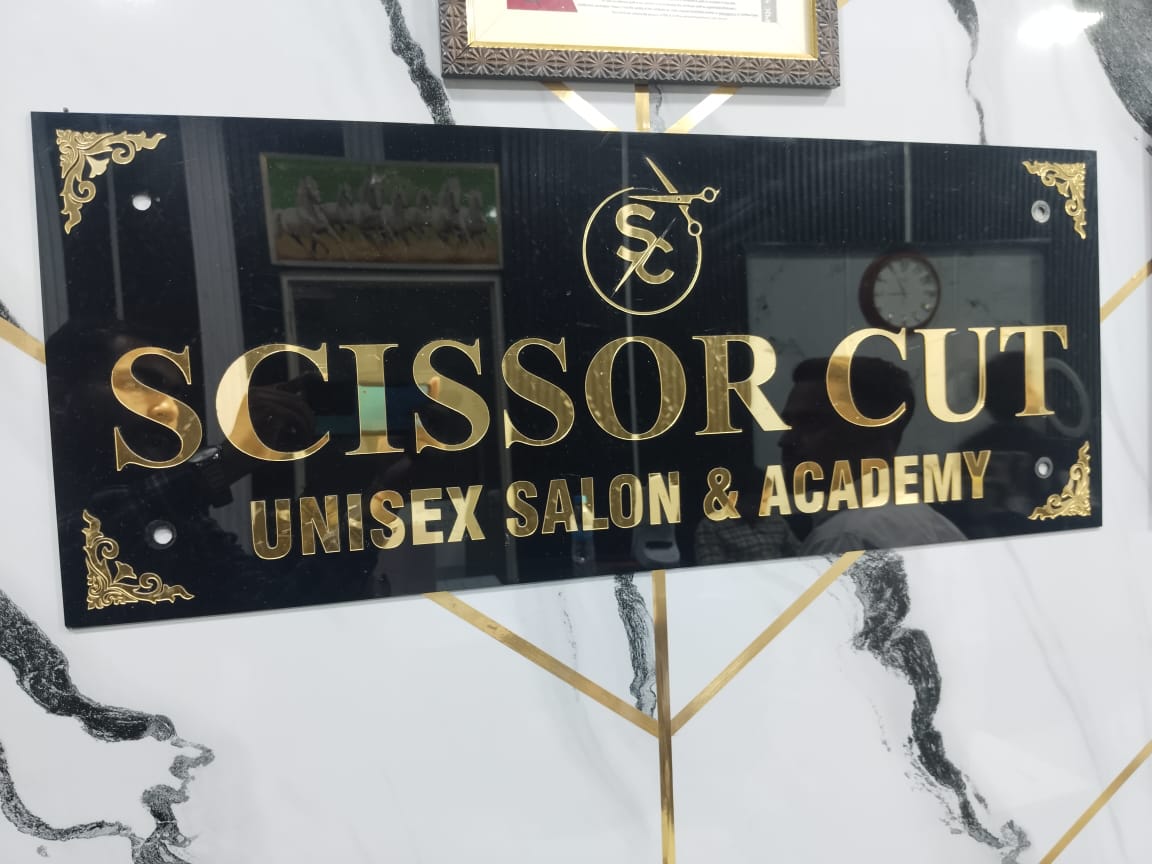 SC
SCISSOR CUT
UNISEX SALON & ACADEMY